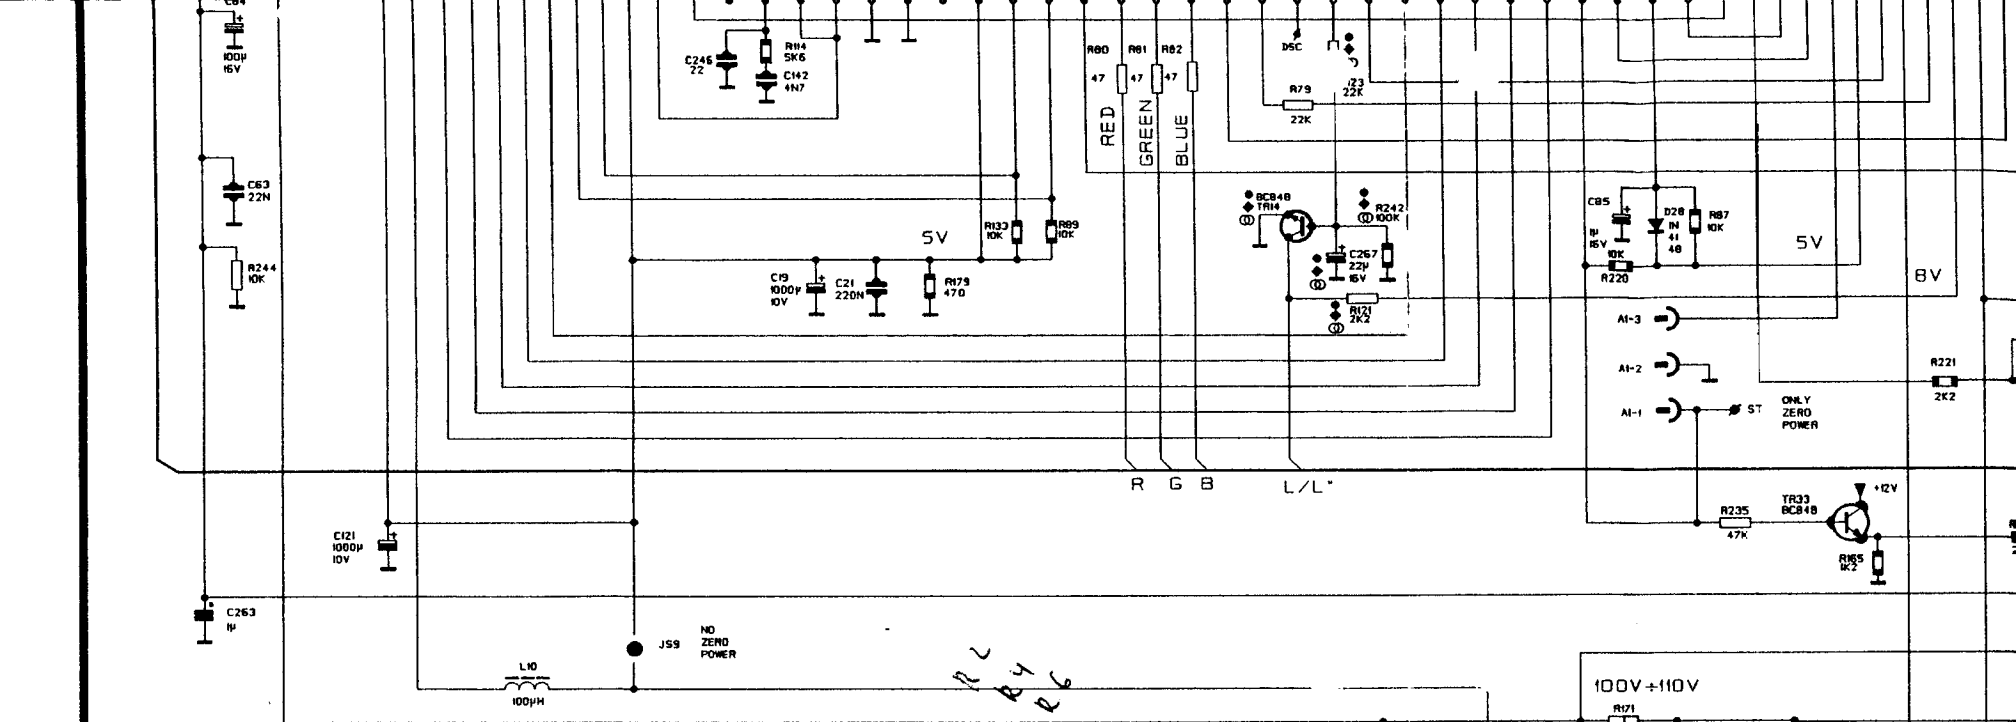 C64
100µ
16V
C246
22
R114
5K6
C142
4N7
R80
47
R81
47
R82
47
RED
GREEN
BLUE
DSC
22K
R79
22K
C63
22N
R244
10K
5V
R133
10K
R89
10K
C19
1000µ
10V
C21
220N
R179
470
BC848
TR14
R242
100K
C267
22µ
16V
R121
2K2
C85
1µ
16V
D28
1N
41
48
R87
10K
10K
R220
5V
8V
A1-3
A1-2
A1-1
ST
ONLY
ZERO
POWER
R221
2K2
R
G
B
L/L"
C121
1000µ
10V
R235
47K
TR33
BC848
+12V
R165
1K2
C263
1µ
JS9
NO
ZERO
POWER
L10
100µH
R2
R4
R6
100V÷110V
R171